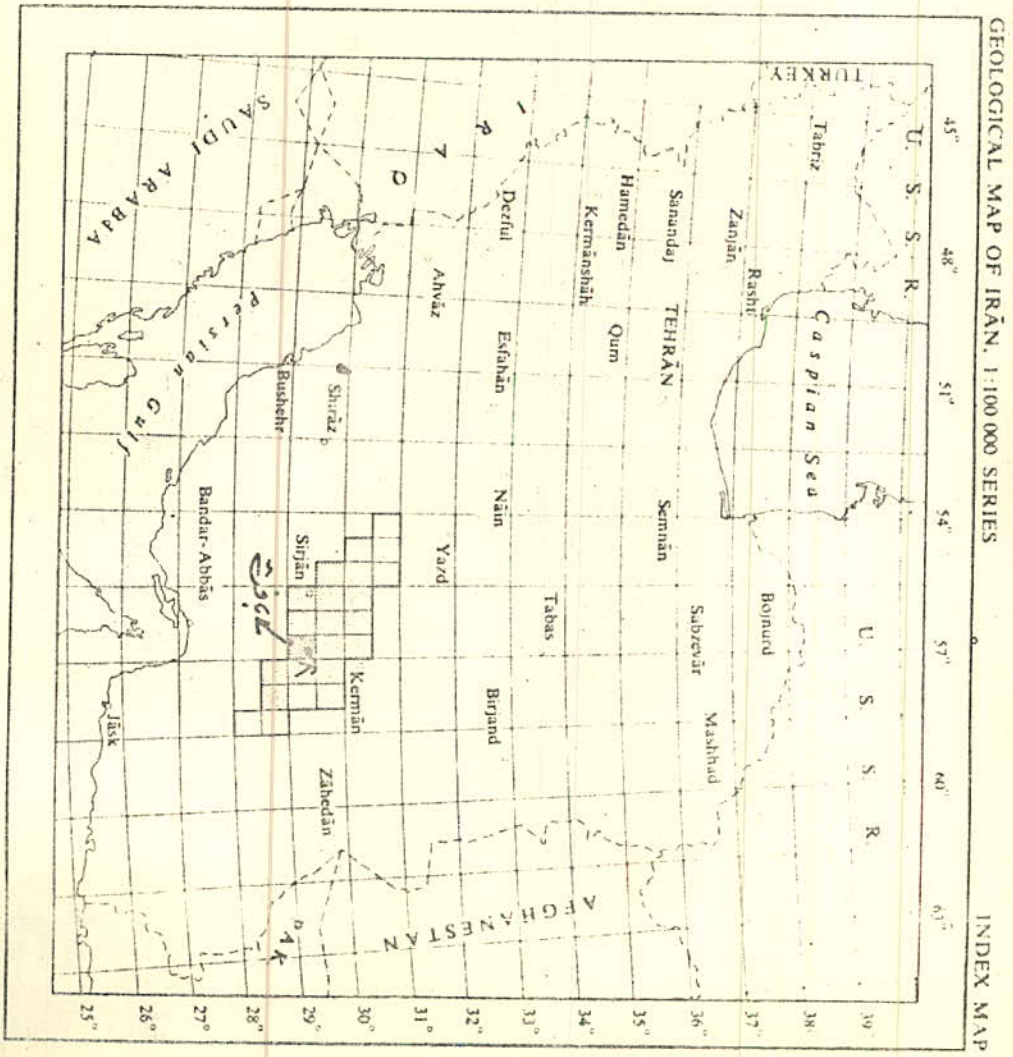 GEOLOGICAL MAP OF IRĀN. 1:100 000 SERIES
INDEX MAP
45°
48°
51°
54°
57°
60°
63°
TURKEY
U. S. S. R.
U. S. S. R.
Caspian Sea
Tabriz
Rasht
Bojnurd
Zanjān
Mashhad
Sanandaj
TEHRĀN
Semnān
Sabzevār
Hamedān
Qum
Kermānshāh
Tabas
Dezful
Esfahān
Nāin
Birjand
Ahvāz
Yazd
I R A Q
Kermān
Shirāz
Zāhedān
Bushehr
Sirjān
AFGHĀNESTAN
PAK
Persian Gulf
Bandar-Abbās
SAUDI ARABIA
Jāsk
39°
38°
37°
36°
35°
34°
33°
32°
31°
30°
29°
28°
27°
26°
25°